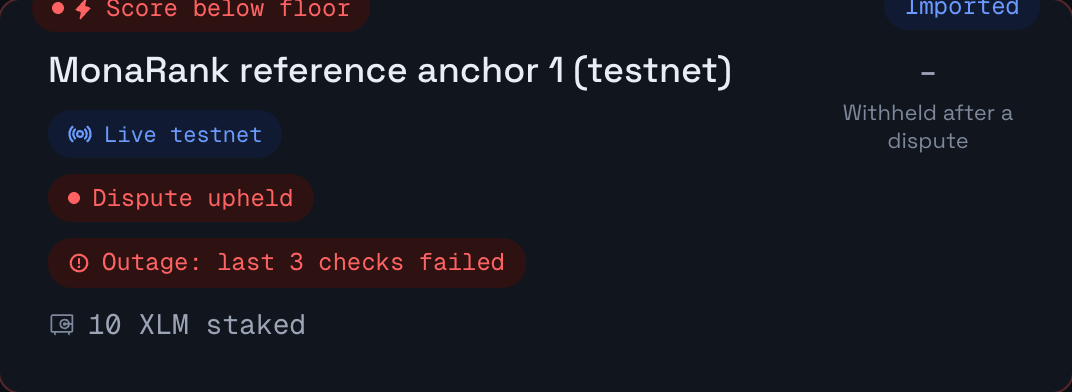 Score below floor
Imported
MonaRank reference anchor 1 (testnet)
–
Withheld after a
dispute
Live testnet
Dispute upheld
Outage: last 3 checks failed
10 XLM staked